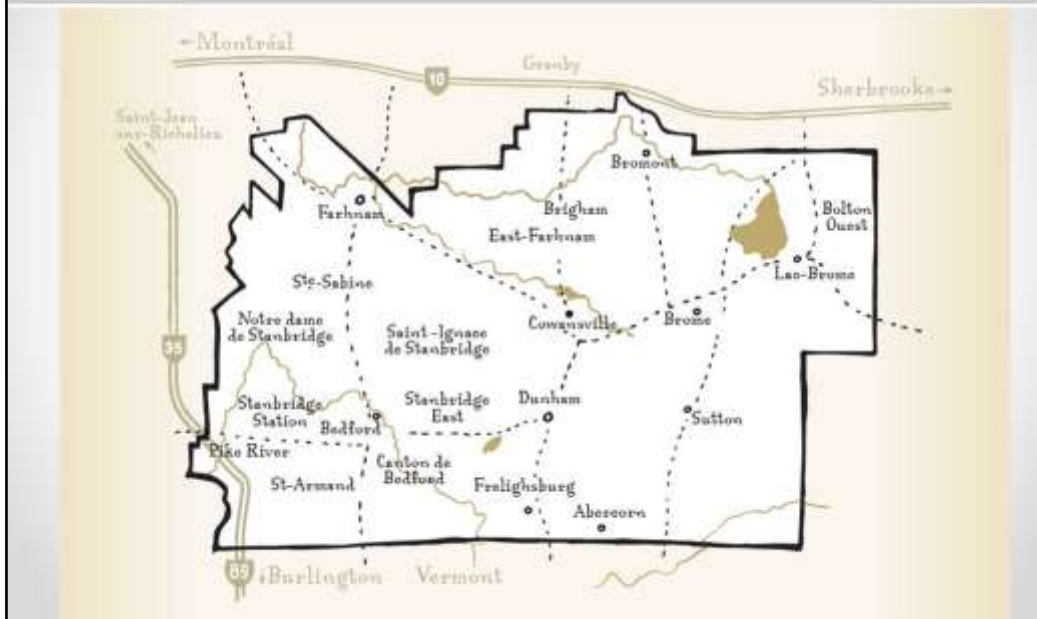 ←Montréal
10
Granby
Sherbrooke→
Saint-Jean
sur-Richelieu
Bromont
Farhnam
Brigham
East-Farhnam
Bolton
Ouest
Lac-Brome
Ste-Sabine
Notre dame
de Stanbridge
Saint-Ignace
de Stanbridge
Cowansville
Brome
35
Stanbridge
Station
Bedford
Stanbridge
East
Dunham
Sutton
Pike River
St-Armand
Canton de
Bedford
Frelighsburg
Abercorn
89
Burlington
Vermont